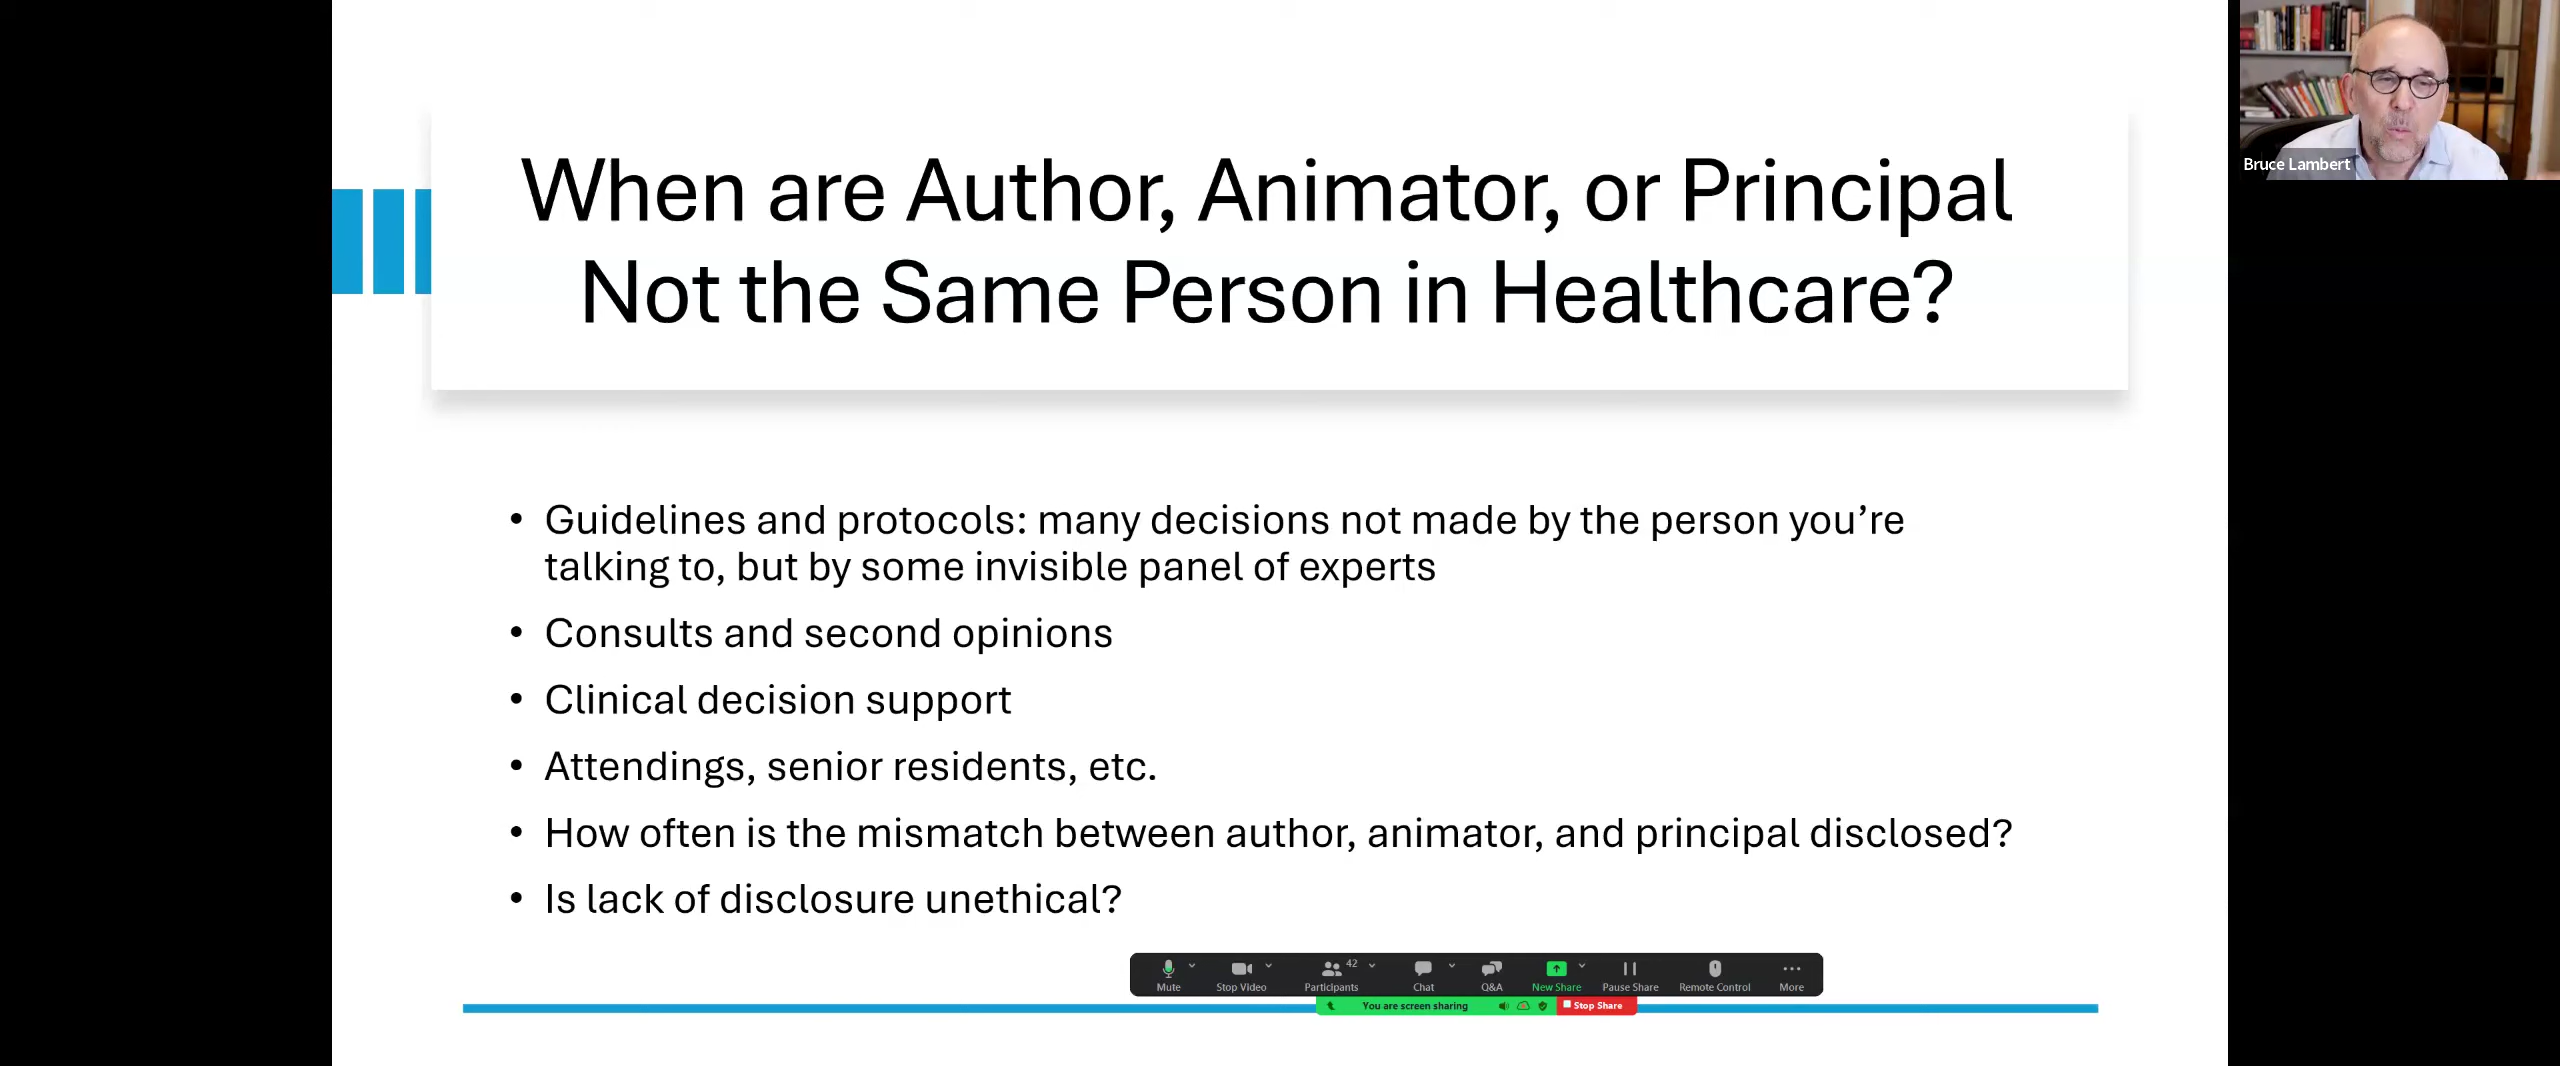 When are Author, Animator, or Principal
Not the Same Person in Healthcare?
• Guidelines and protocols: many decisions not made by the person you’re
talking to, but by some invisible panel of experts
• Consults and second opinions
• Clinical decision support
• Attendings, senior residents, etc.
• How often is the mismatch between author, animator, and principal disclosed?
• Is lack of disclosure unethical?
Bruce Lambert
42
Mute Stop Video Participants Chat Q&A New Share Pause Share Remote Control More
You are screen sharing Stop Share